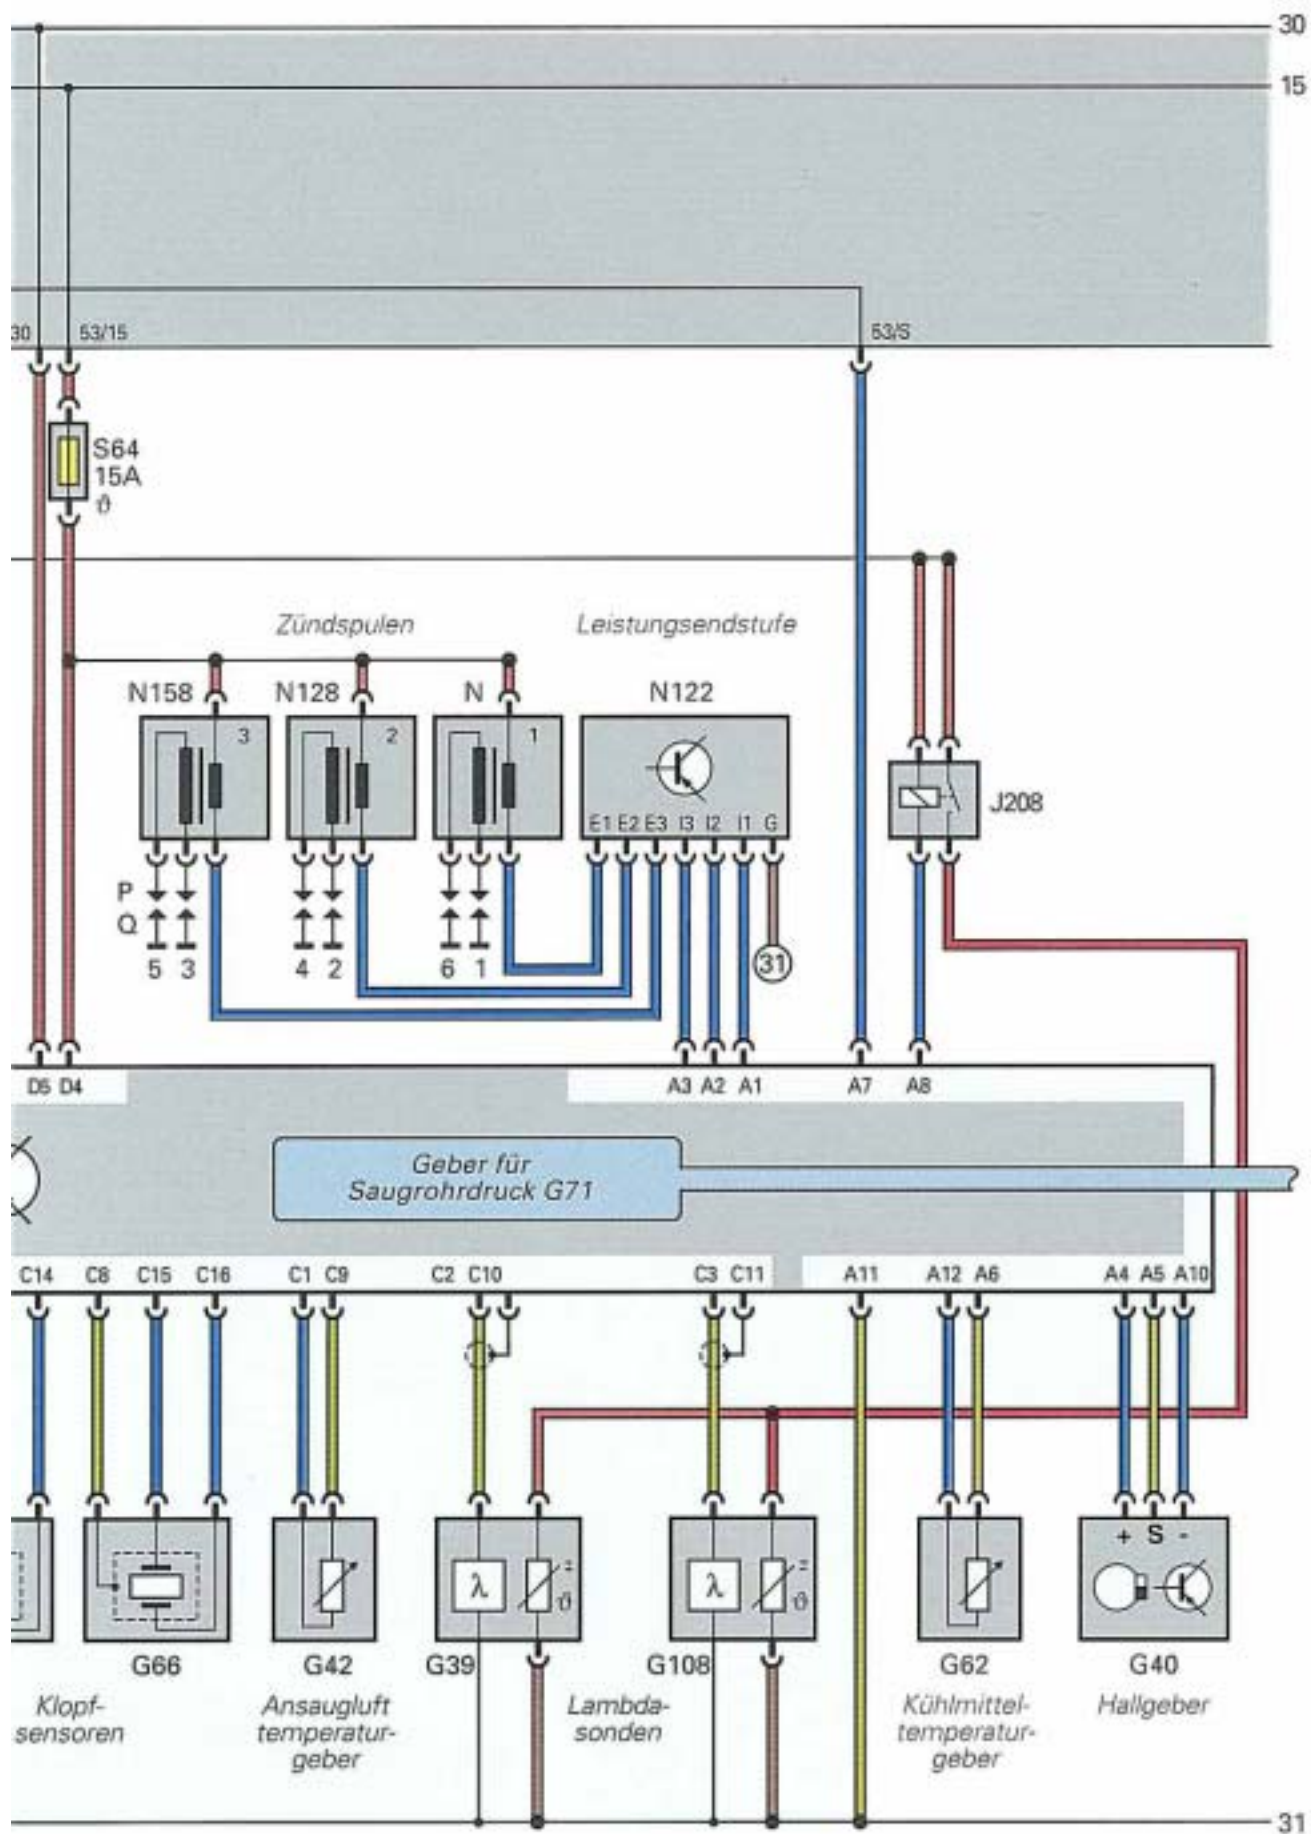 30
15
30 53/15 53/S
S64
15A
ϑ
Zündspulen Leistungsendstufe
N158 N128 N N122
3 2 1
J208
E1 E2 E3 I3 I2 I1 G
P
Q
5 3 4 2 6 1 31
D5 D4 A3 A2 A1 A7 A8
Geber für
Saugrohrdruck G71
C14 C8 C15 C16 C1 C9 C2 C10 C3 C11 A11 A12 A6 A4 A5 A10
+ S -
λ ϑ λ ϑ
G66 G42 G39 G108 G62 G40
Klopf-
sensoren
Ansaugluft
temperatur-
geber
Lambda-
sonden
Kühlmittel-
temperatur-
geber
Hallgeber
31